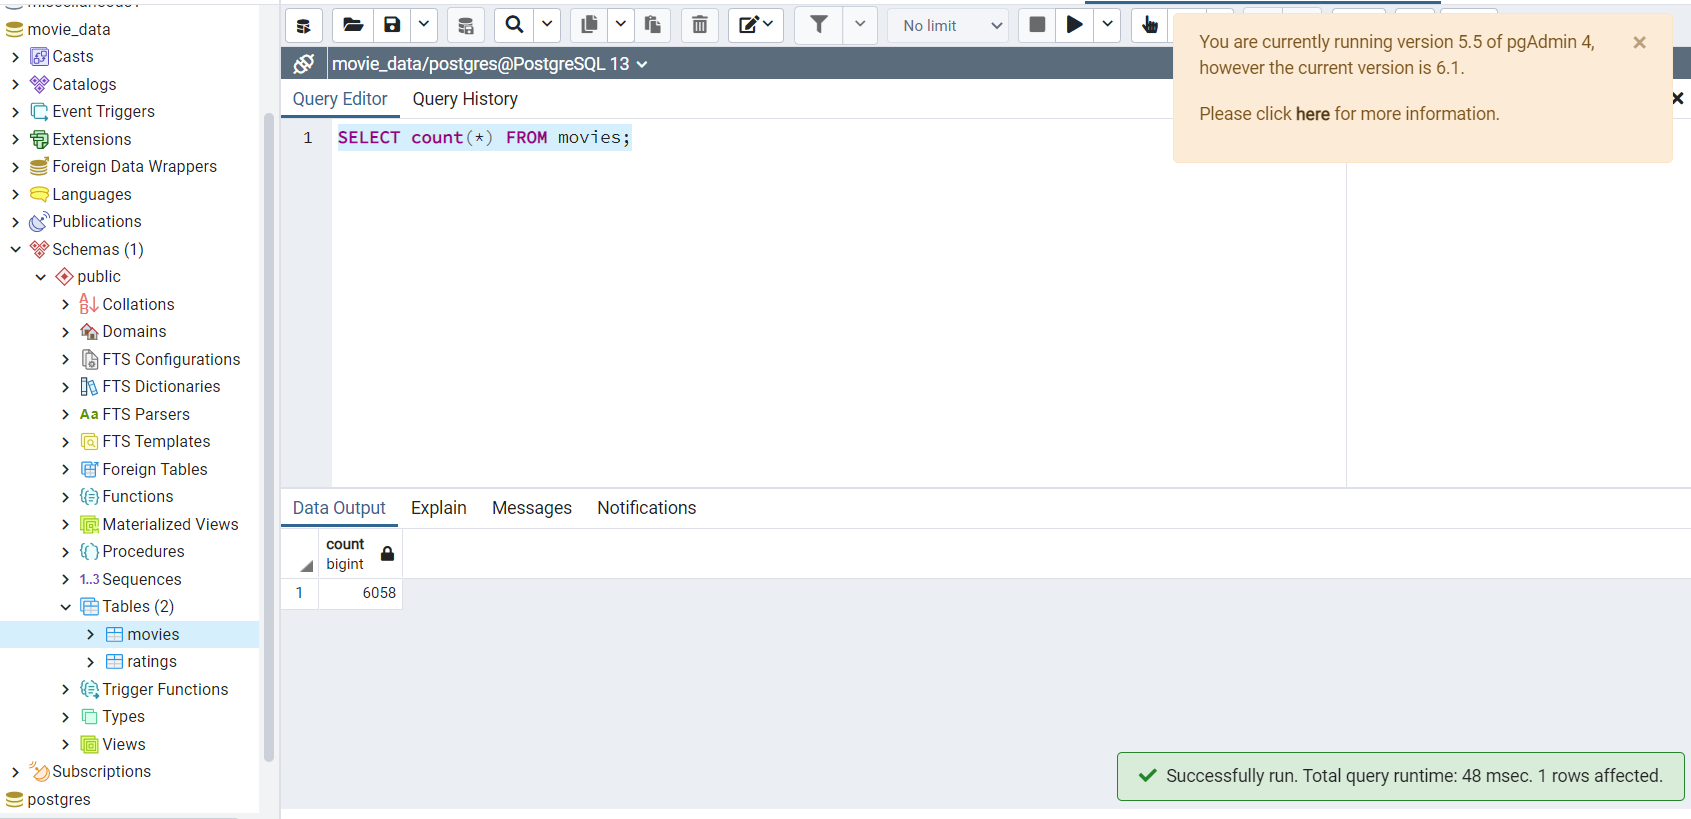 movie_data
Casts
Catalogs
Event Triggers
Extensions
Foreign Data Wrappers
Languages
Publications
Schemas (1)
public
Collations
Domains
FTS Configurations
FTS Dictionaries
Aa FTS Parsers
FTS Templates
Foreign Tables
Functions
Materialized Views
Procedures
1..3 Sequences
Tables (2)
movies
ratings
Trigger Functions
Types
Views
Subscriptions
postgres
No limit
movie_data/postgres@PostgreSQL 13
Query Editor Query History
1 SELECT count(*) FROM movies;
You are currently running version 5.5 of pgAdmin 4,
however the current version is 6.1.
Please click here for more information.
Data Output Explain Messages Notifications
count
bigint
1 6058
Successfully run. Total query runtime: 48 msec. 1 rows affected.